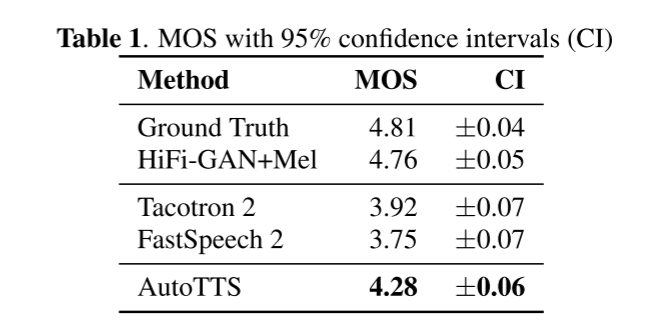 Table 1. MOS with 95% confidence intervals (CI)
Method MOS CI
Ground Truth 4.81 ±0.04
HiFi-GAN+Mel 4.76 ±0.05
Tacotron 2 3.92 ±0.07
FastSpeech 2 3.75 ±0.07
AutoTTS 4.28 ±0.06